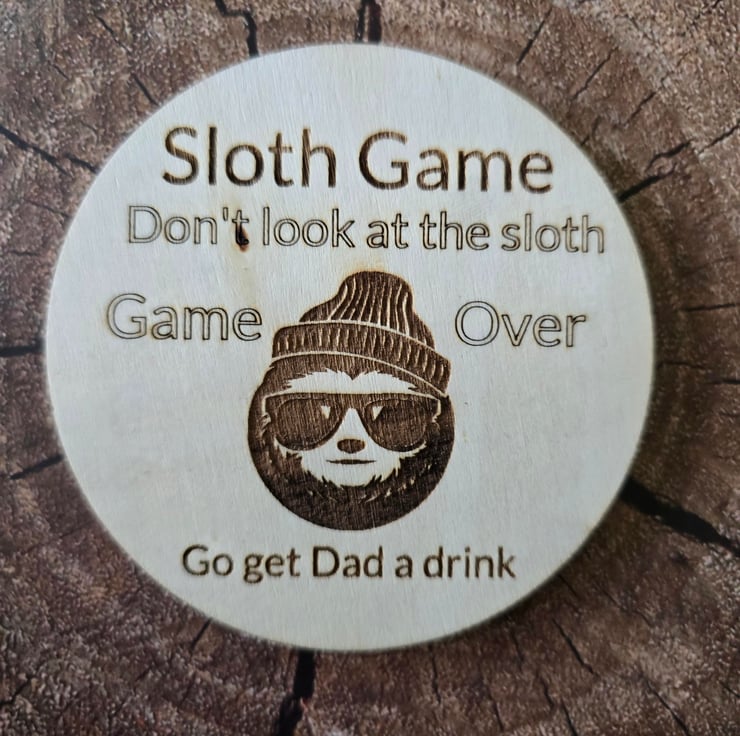 Sloth Game
Don't look at the sloth
Game Over
Go get Dad a drink